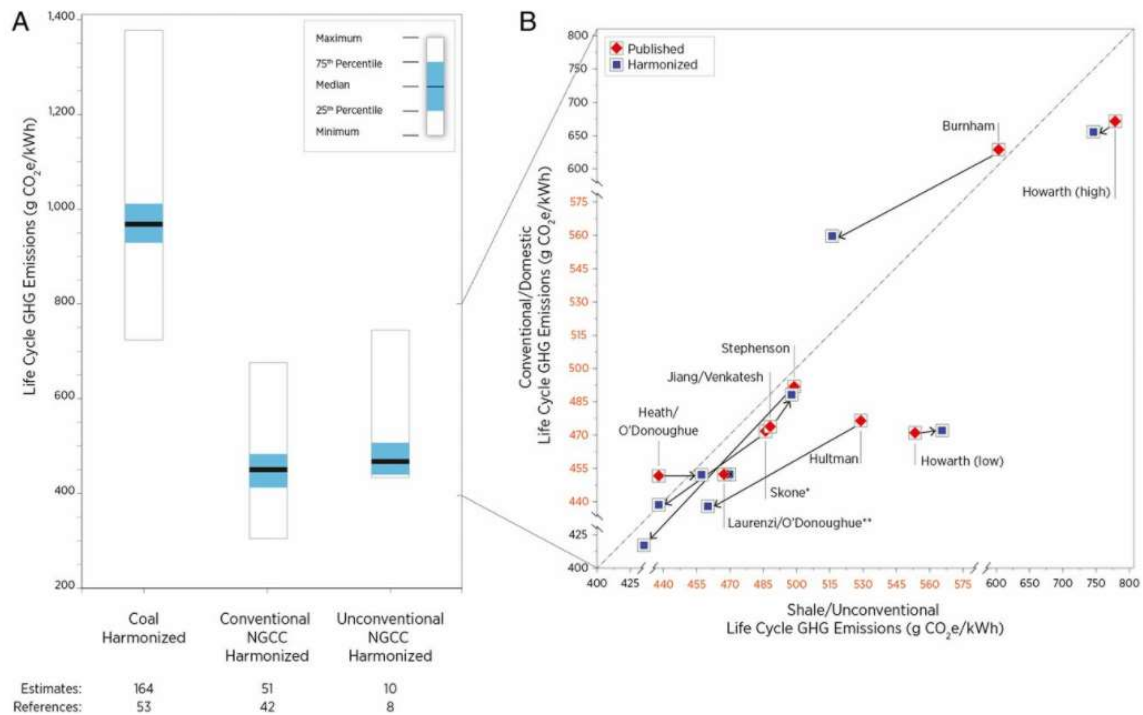 A
Life Cycle GHG Emissions (g CO₂e/kWh)
1,400
1,200
1,000
800
600
400
200
Maximum
75th Percentile
Median
25th Percentile
Minimum
Coal
Harmonized
Conventional
NGCC
Harmonized
Unconventional
NGCC
Harmonized
Estimates: 164 51 10
References: 53 42 8
B
Conventional/Domestic
Life Cycle GHG Emissions (g CO₂e/kWh)
800
750
700
650
600
575
560
545
530
515
500
485
470
455
440
425
400
Published
Harmonized
Burnham
Howarth (high)
Stephenson
Jiang/Venkatesh
Heath/
O'Donoughue
Hultman
Howarth (low)
Skone*
Laurenzi/O'Donoughue**
400 425 440 455 470 485 500 515 530 545 560 575 600 650 700 750 800
Shale/Unconventional
Life Cycle GHG Emissions (g CO₂e/kWh)